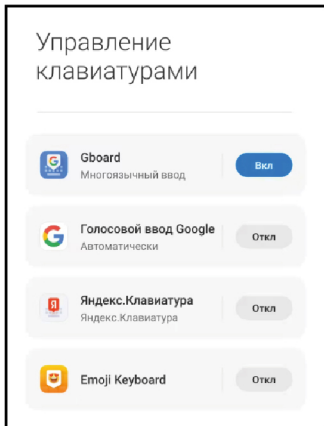 Управление
клавиатурами
Gboard
Многоязычный ввод
Вкл
Голосовой ввод Google
Автоматически
Откл
Яндекс.Клавиатура
Яндекс.Клавиатура
Откл
Emoji Keyboard
Откл